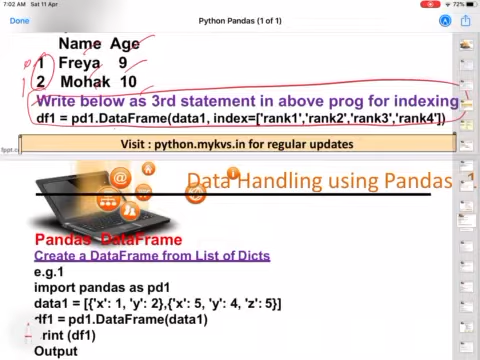 7:02 AM Sat 11 Apr
72%
Done
Python Pandas (1 of 1)
Name Age
1 Freya 9
2 Mohak 10
Write below as 3rd statement in above prog for indexing
df1 = pd1.DataFrame(data1, index=['rank1','rank2','rank3','rank4'])
Visit : python.mykvs.in for regular updates
Data Handling using Pandas -1
Pandas DataFrame
Create a DataFrame from List of Dicts
e.g.1
import pandas as pd1
data1 = [{'x': 1, 'y': 2},{'x': 5, 'y': 4, 'z': 5}]
df1 = pd1.DataFrame(data1)
print (df1)
Output